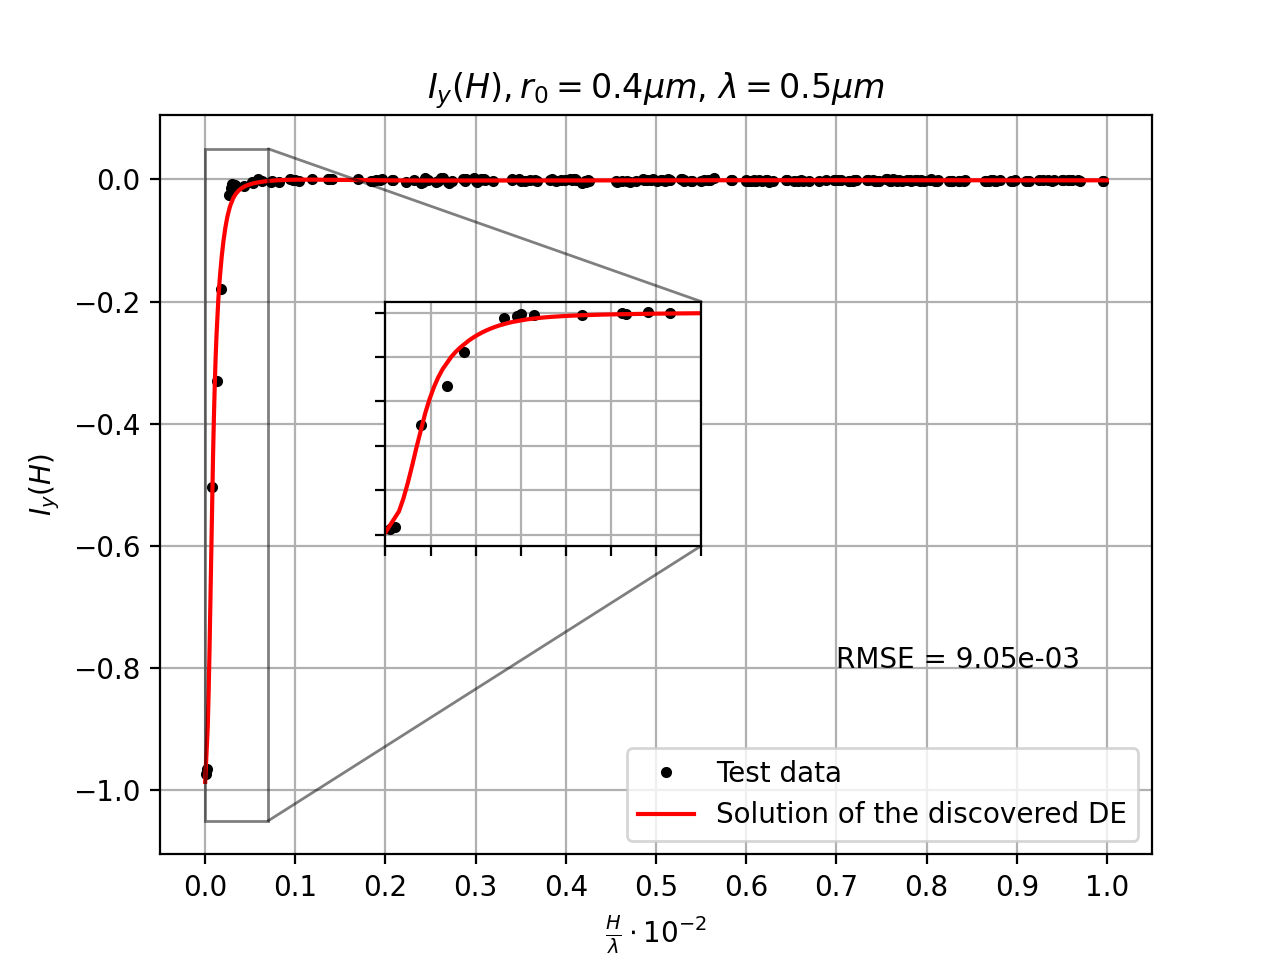 I_y(H), r_0 = 0.4μm, λ = 0.5μm
I_y(H)
0.0
−0.2
−0.4
−0.6
−0.8
−1.0
RMSE = 9.05e-03
Test data
Solution of the discovered DE
0.0 0.1 0.2 0.3 0.4 0.5 0.6 0.7 0.8 0.9 1.0
H/λ · 10^−2